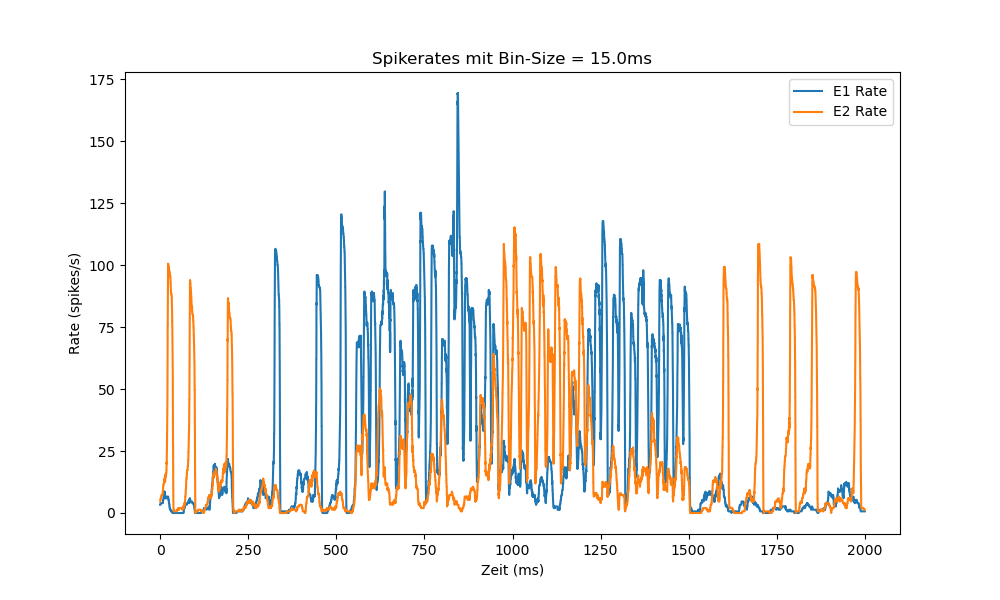 Spikerates mit Bin-Size = 15.0ms
E1 Rate
E2 Rate
175
150
125
100
75
50
25
0
Rate (spikes/s)
0 250 500 750 1000 1250 1500 1750 2000
Zeit (ms)